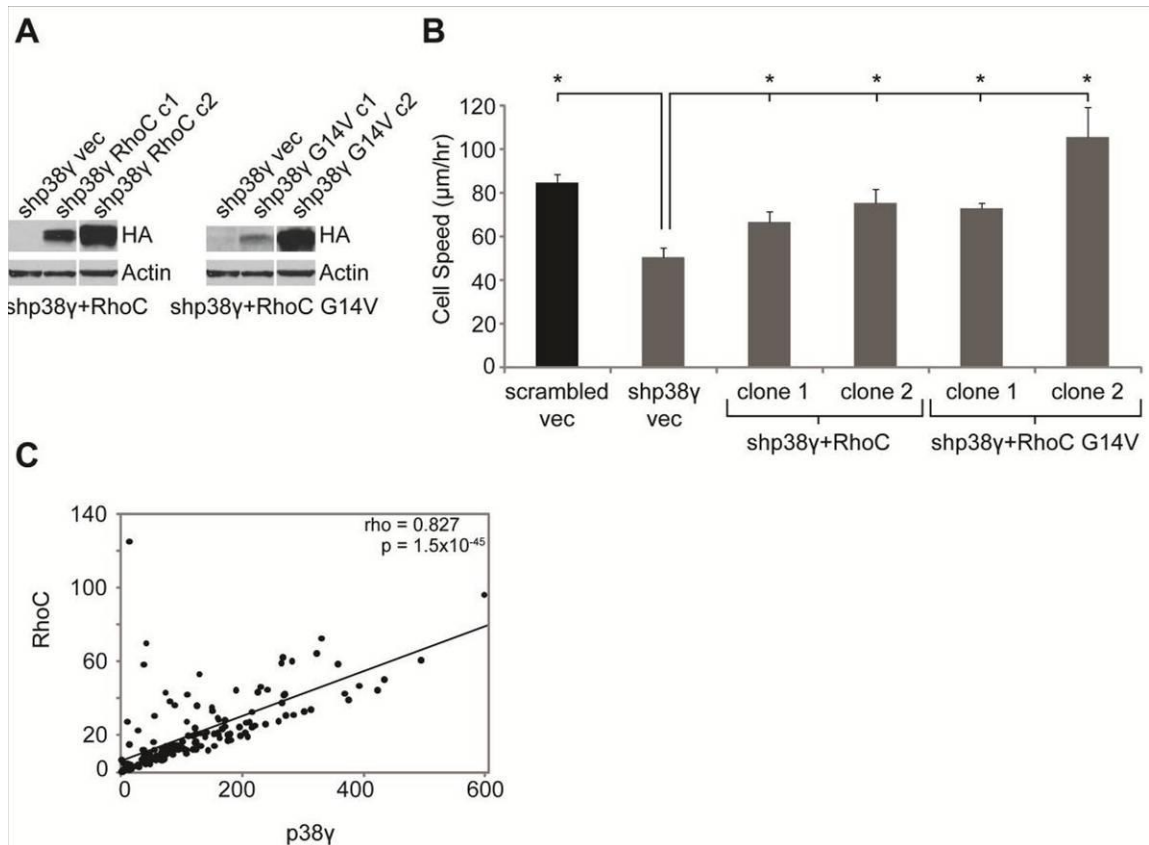 A
shp38γ vec
shp38γ RhoC c1
shp38γ RhoC c2
HA
Actin
shp38γ+RhoC
shp38γ vec
shp38γ G14V c1
shp38γ G14V c2
HA
Actin
shp38γ+RhoC G14V
B
* * * * *
Cell Speed (μm/hr)
120
100
80
60
40
20
0
scrambled vec
shp38γ vec
clone 1
clone 2
clone 1
clone 2
shp38γ+RhoC
shp38γ+RhoC G14V
C
RhoC
140
100
60
20
0
rho = 0.827
p = 1.5x10⁻⁴⁵
0 200 400 600
p38γ